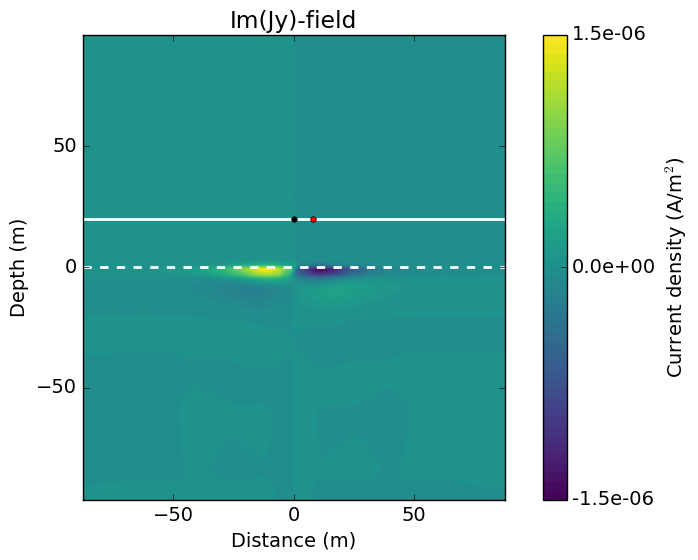 Im(Jy)-field
1.5e-06
50
Depth (m)
0
0.0e+00
Current density (A/m²)
−50
-1.5e-06
−50
0
50
Distance (m)